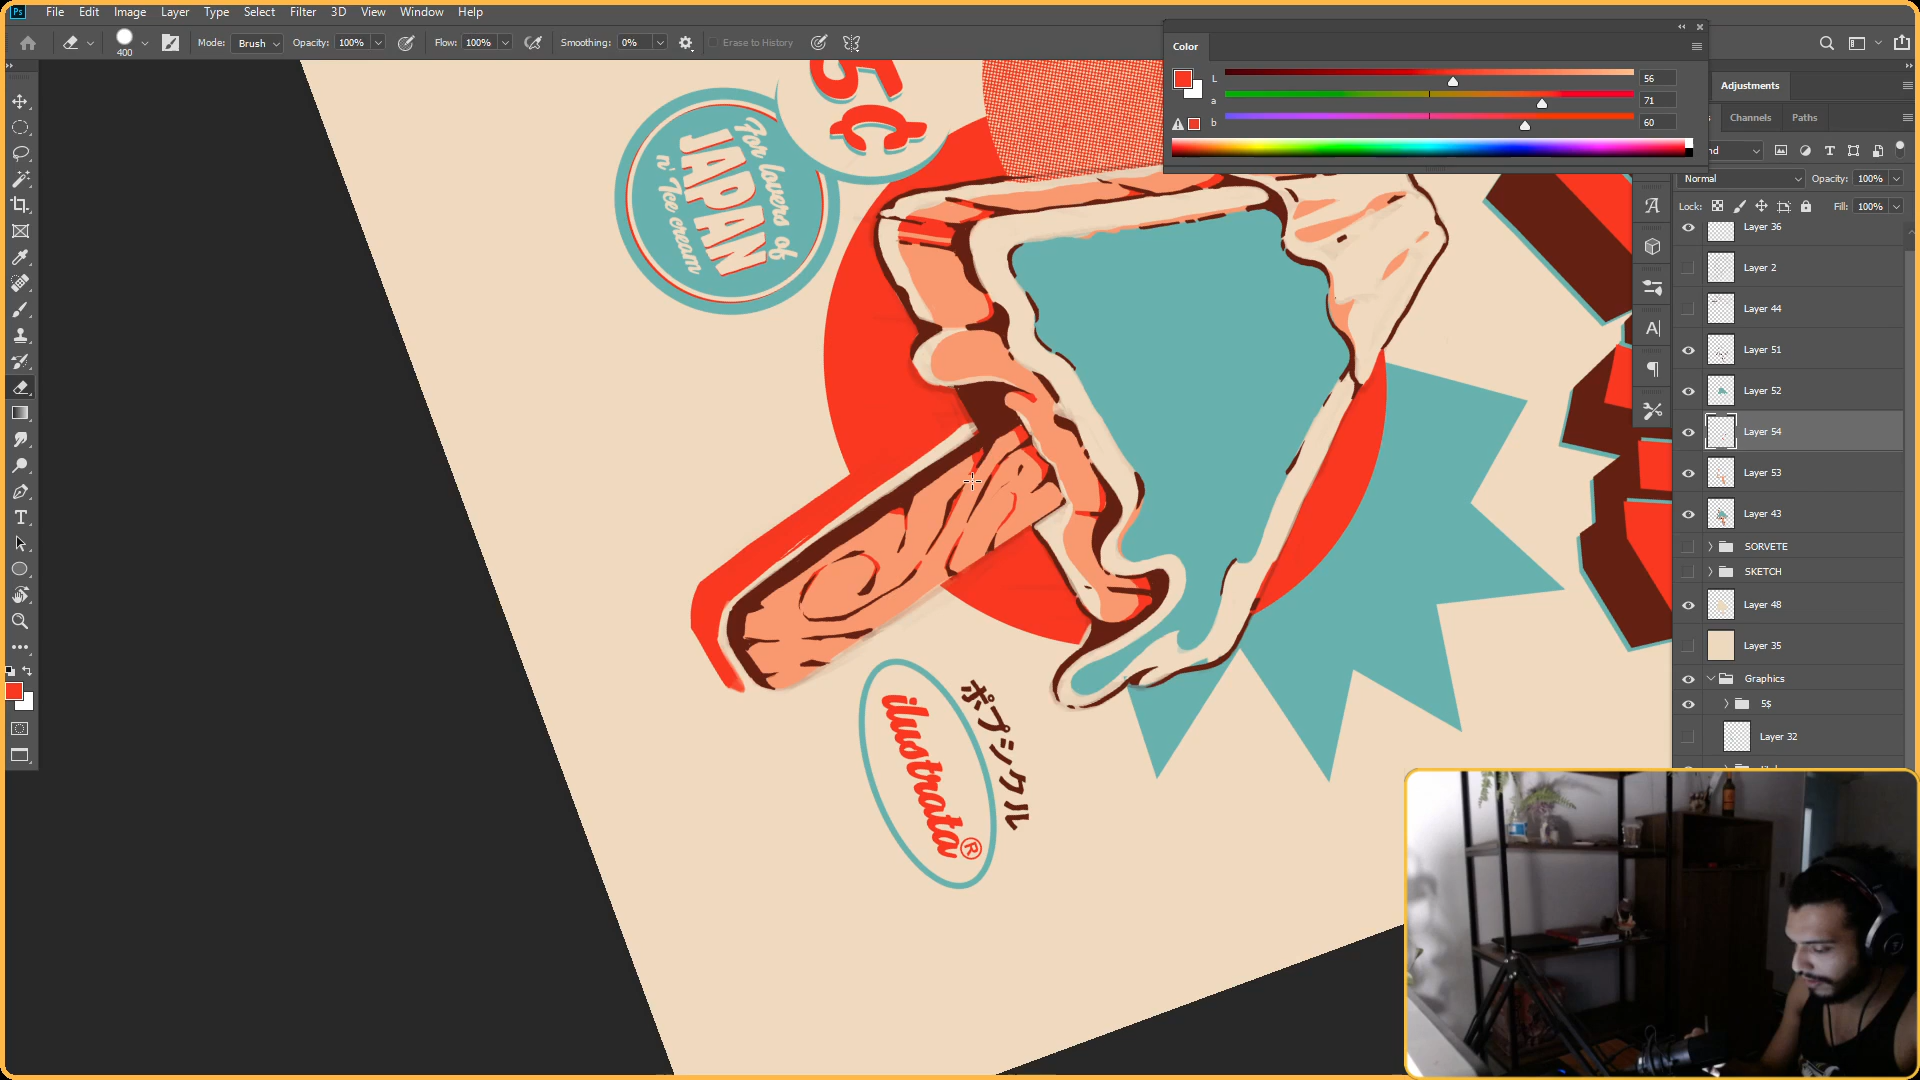 Ps
File Edit Image Layer Type Select Filter 3D View Window Help
400
Mode: Brush Opacity: 100% Flow: 100% Smoothing: 0% Erase to History
Color
L 56
a 71
b 60
Adjustments
Channels Paths
Normal Opacity: 100%
Lock: Fill: 100%
Layer 36
Layer 2
Layer 44
Layer 51
Layer 52
Layer 54
Layer 53
Layer 43
SORVETE
SKETCH
Layer 48
Layer 35
Graphics
5$
Layer 32
5¢
For lovers of
JAPAN
n' Ice cream
ilustrata®
ポプシクル